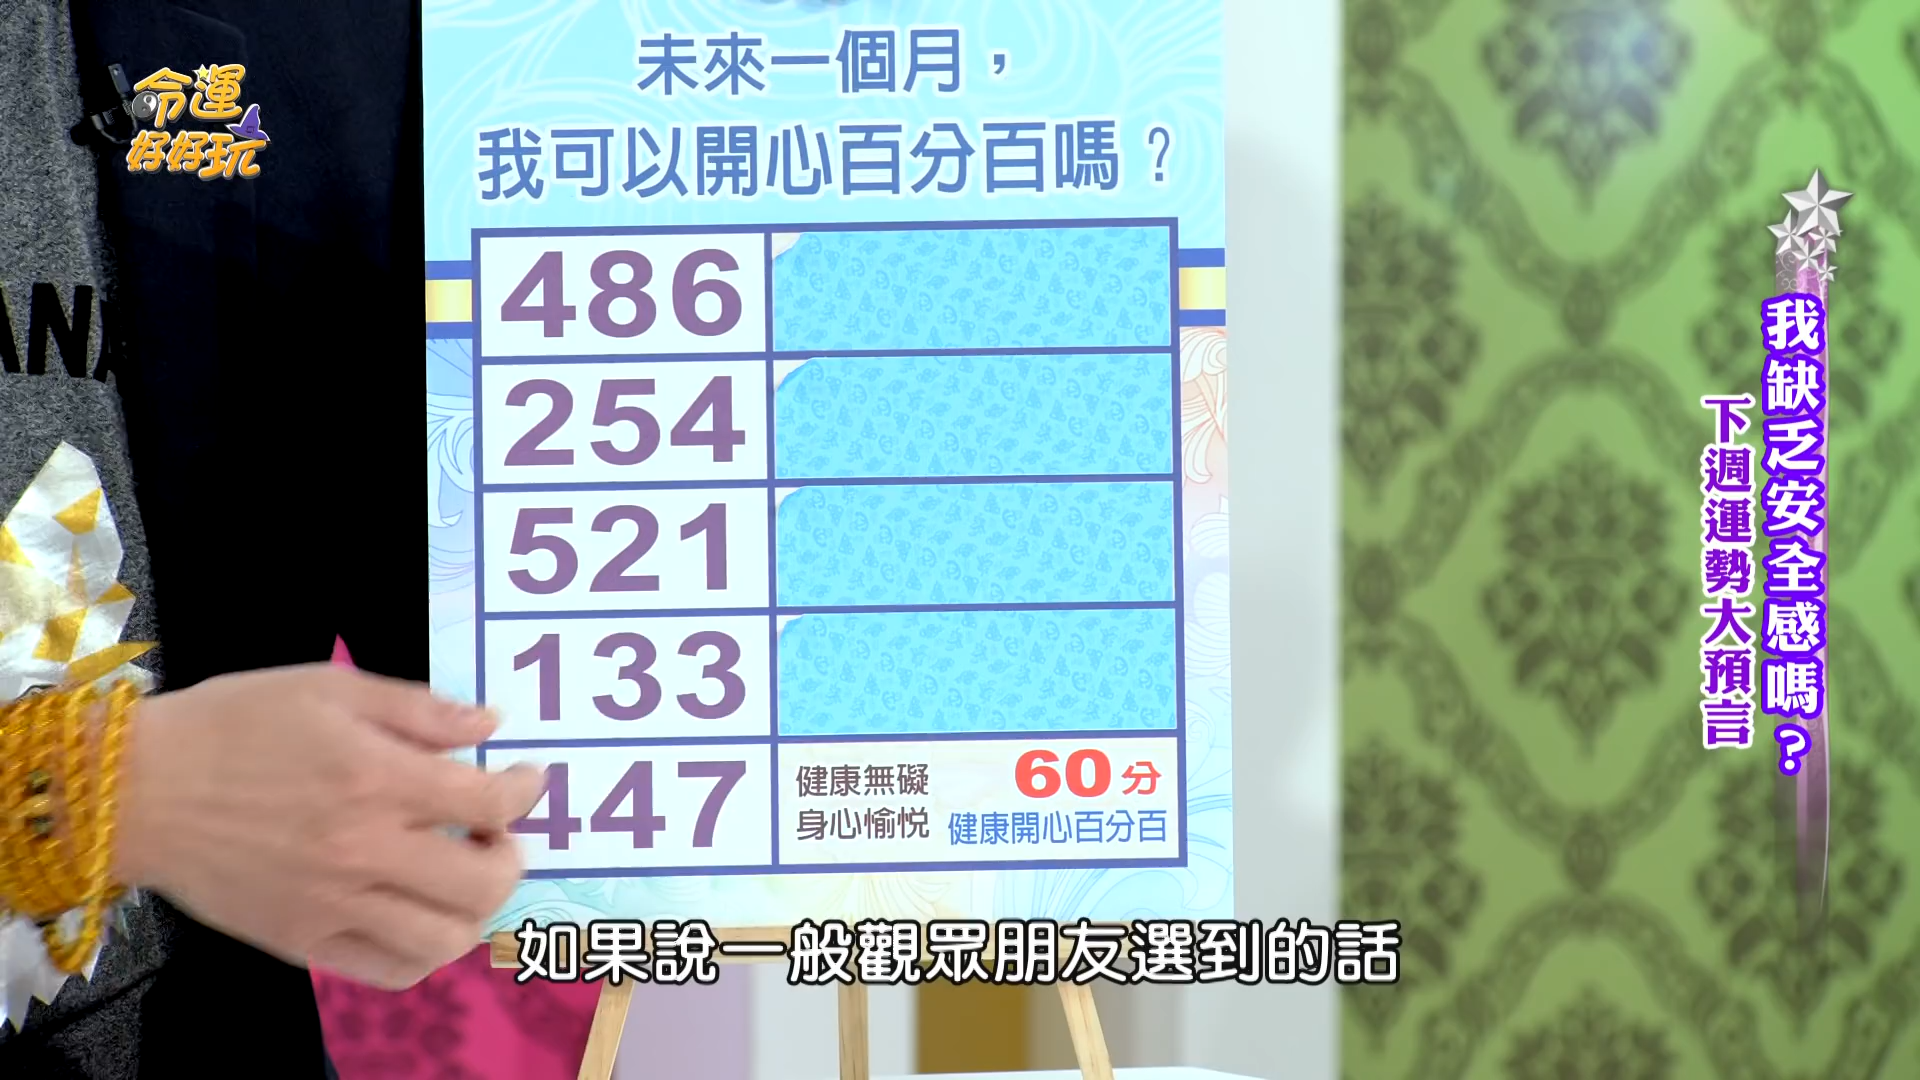 命運
好好玩
未來一個月，
我可以開心百分百嗎？
486
254
521
133
447
健康無礙
身心愉悅
60分
健康開心百分百
我缺乏安全感嗎？
下週運勢大預言
如果說一般觀眾朋友選到的話